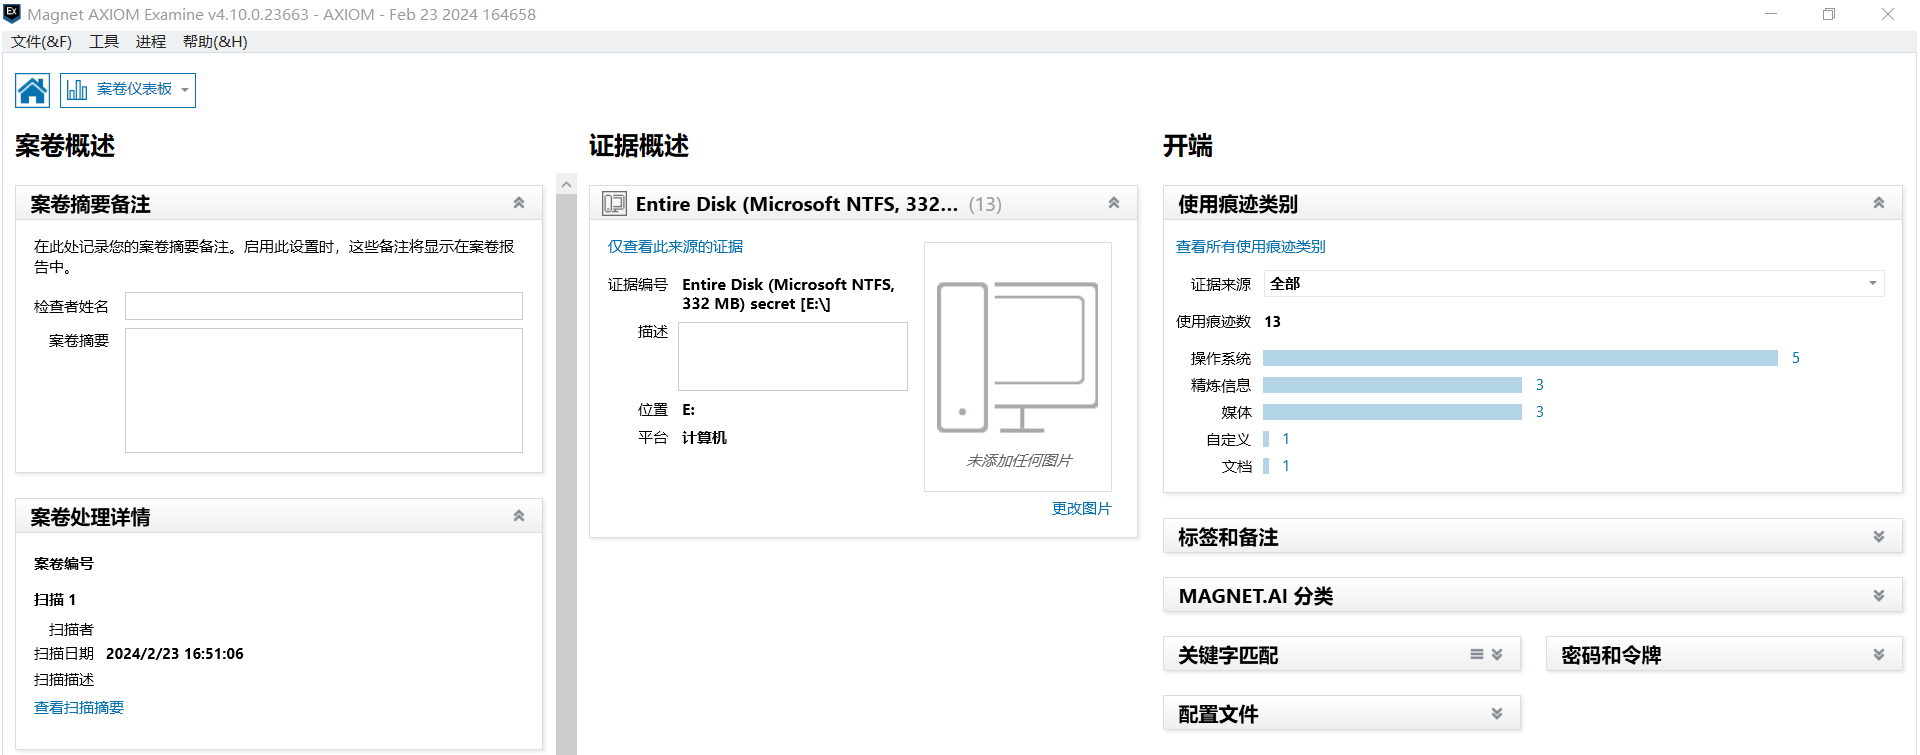 Magnet AXIOM Examine v4.10.0.23663 - AXIOM - Feb 23 2024 164658
文件(&F) 工具 进程 帮助(&H)
案卷仪表板
案卷概述
案卷摘要备注
在此处记录您的案卷摘要备注。启用此设置时，这些备注将显示在案卷报
告中。
检查者姓名
案卷摘要
案卷处理详情
案卷编号
扫描 1
扫描者
扫描日期 2024/2/23 16:51:06
扫描描述
查看扫描摘要
证据概述
Entire Disk (Microsoft NTFS, 332... (13)
仅查看此来源的证据
证据编号 Entire Disk (Microsoft NTFS,
332 MB) secret [E:\]
描述
位置 E:
平台 计算机
未添加任何图片
更改图片
开端
使用痕迹类别
查看所有使用痕迹类别
证据来源 全部
使用痕迹数 13
操作系统 5
精炼信息 3
媒体 3
自定义 1
文档 1
标签和备注
MAGNET.AI 分类
关键字匹配
密码和令牌
配置文件